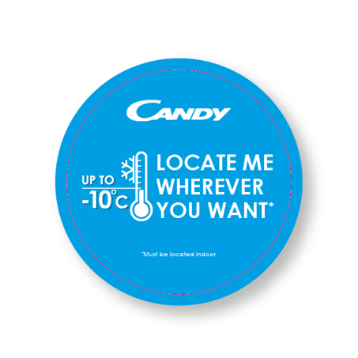 CANDY
UP TO
-10°C
LOCATE ME
WHEREVER
YOU WANT*
*Must be located indoor